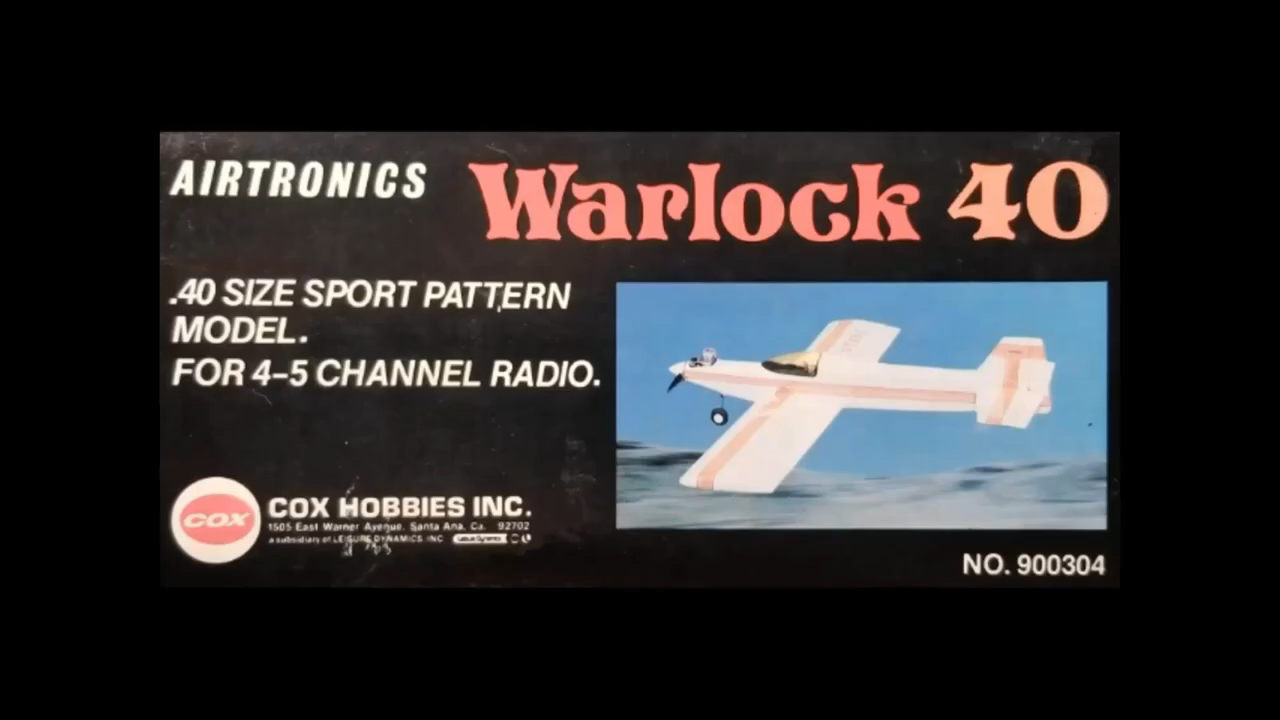 AIRTRONICS
Warlock 40
.40 SIZE SPORT PATTERN
MODEL.
FOR 4-5 CHANNEL RADIO.
COX
COX HOBBIES INC.
1505 East Warner Avenue, Santa Ana, Ca. 92702
a subsidiary of LEISURE DYNAMICS INC
NO. 900304